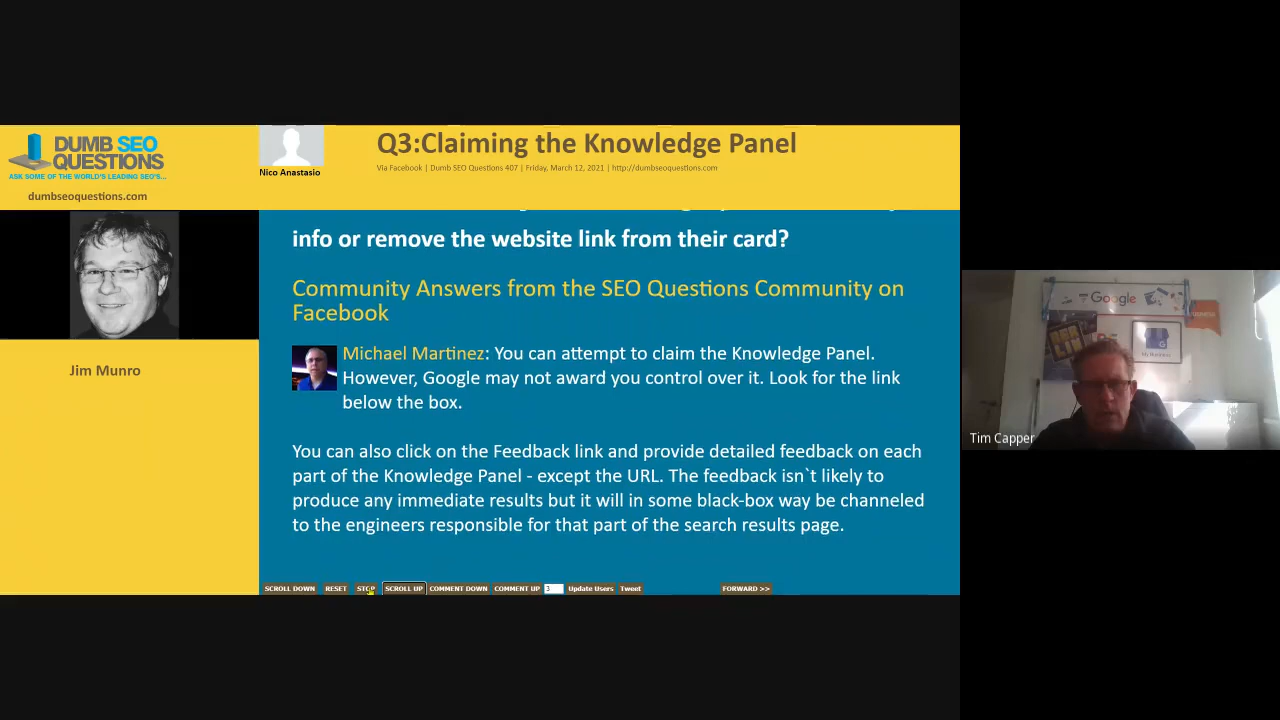 DUMB SEO
QUESTIONS
ASK SOME OF THE WORLD'S LEADING SEO'S...
dumbseoquestions.com
Nico Anastasio
Q3:Claiming the Knowledge Panel
Via Facebook | Dumb SEO Questions 407 | Friday, March 12, 2021 | http://dumbseoquestions.com
Jim Munro
info or remove the website link from their card?
Community Answers from the SEO Questions Community on
Facebook
Michael Martinez: You can attempt to claim the Knowledge Panel.
However, Google may not award you control over it. Look for the link
below the box.
You can also click on the Feedback link and provide detailed feedback on each
part of the Knowledge Panel - except the URL. The feedback isn`t likely to
produce any immediate results but it will in some black-box way be channeled
to the engineers responsible for that part of the search results page.
SCROLL DOWN RESET STOP SCROLL UP COMMENT DOWN COMMENT UP 3 Update Users Tweet FORWARD >>
Google
Tim Capper